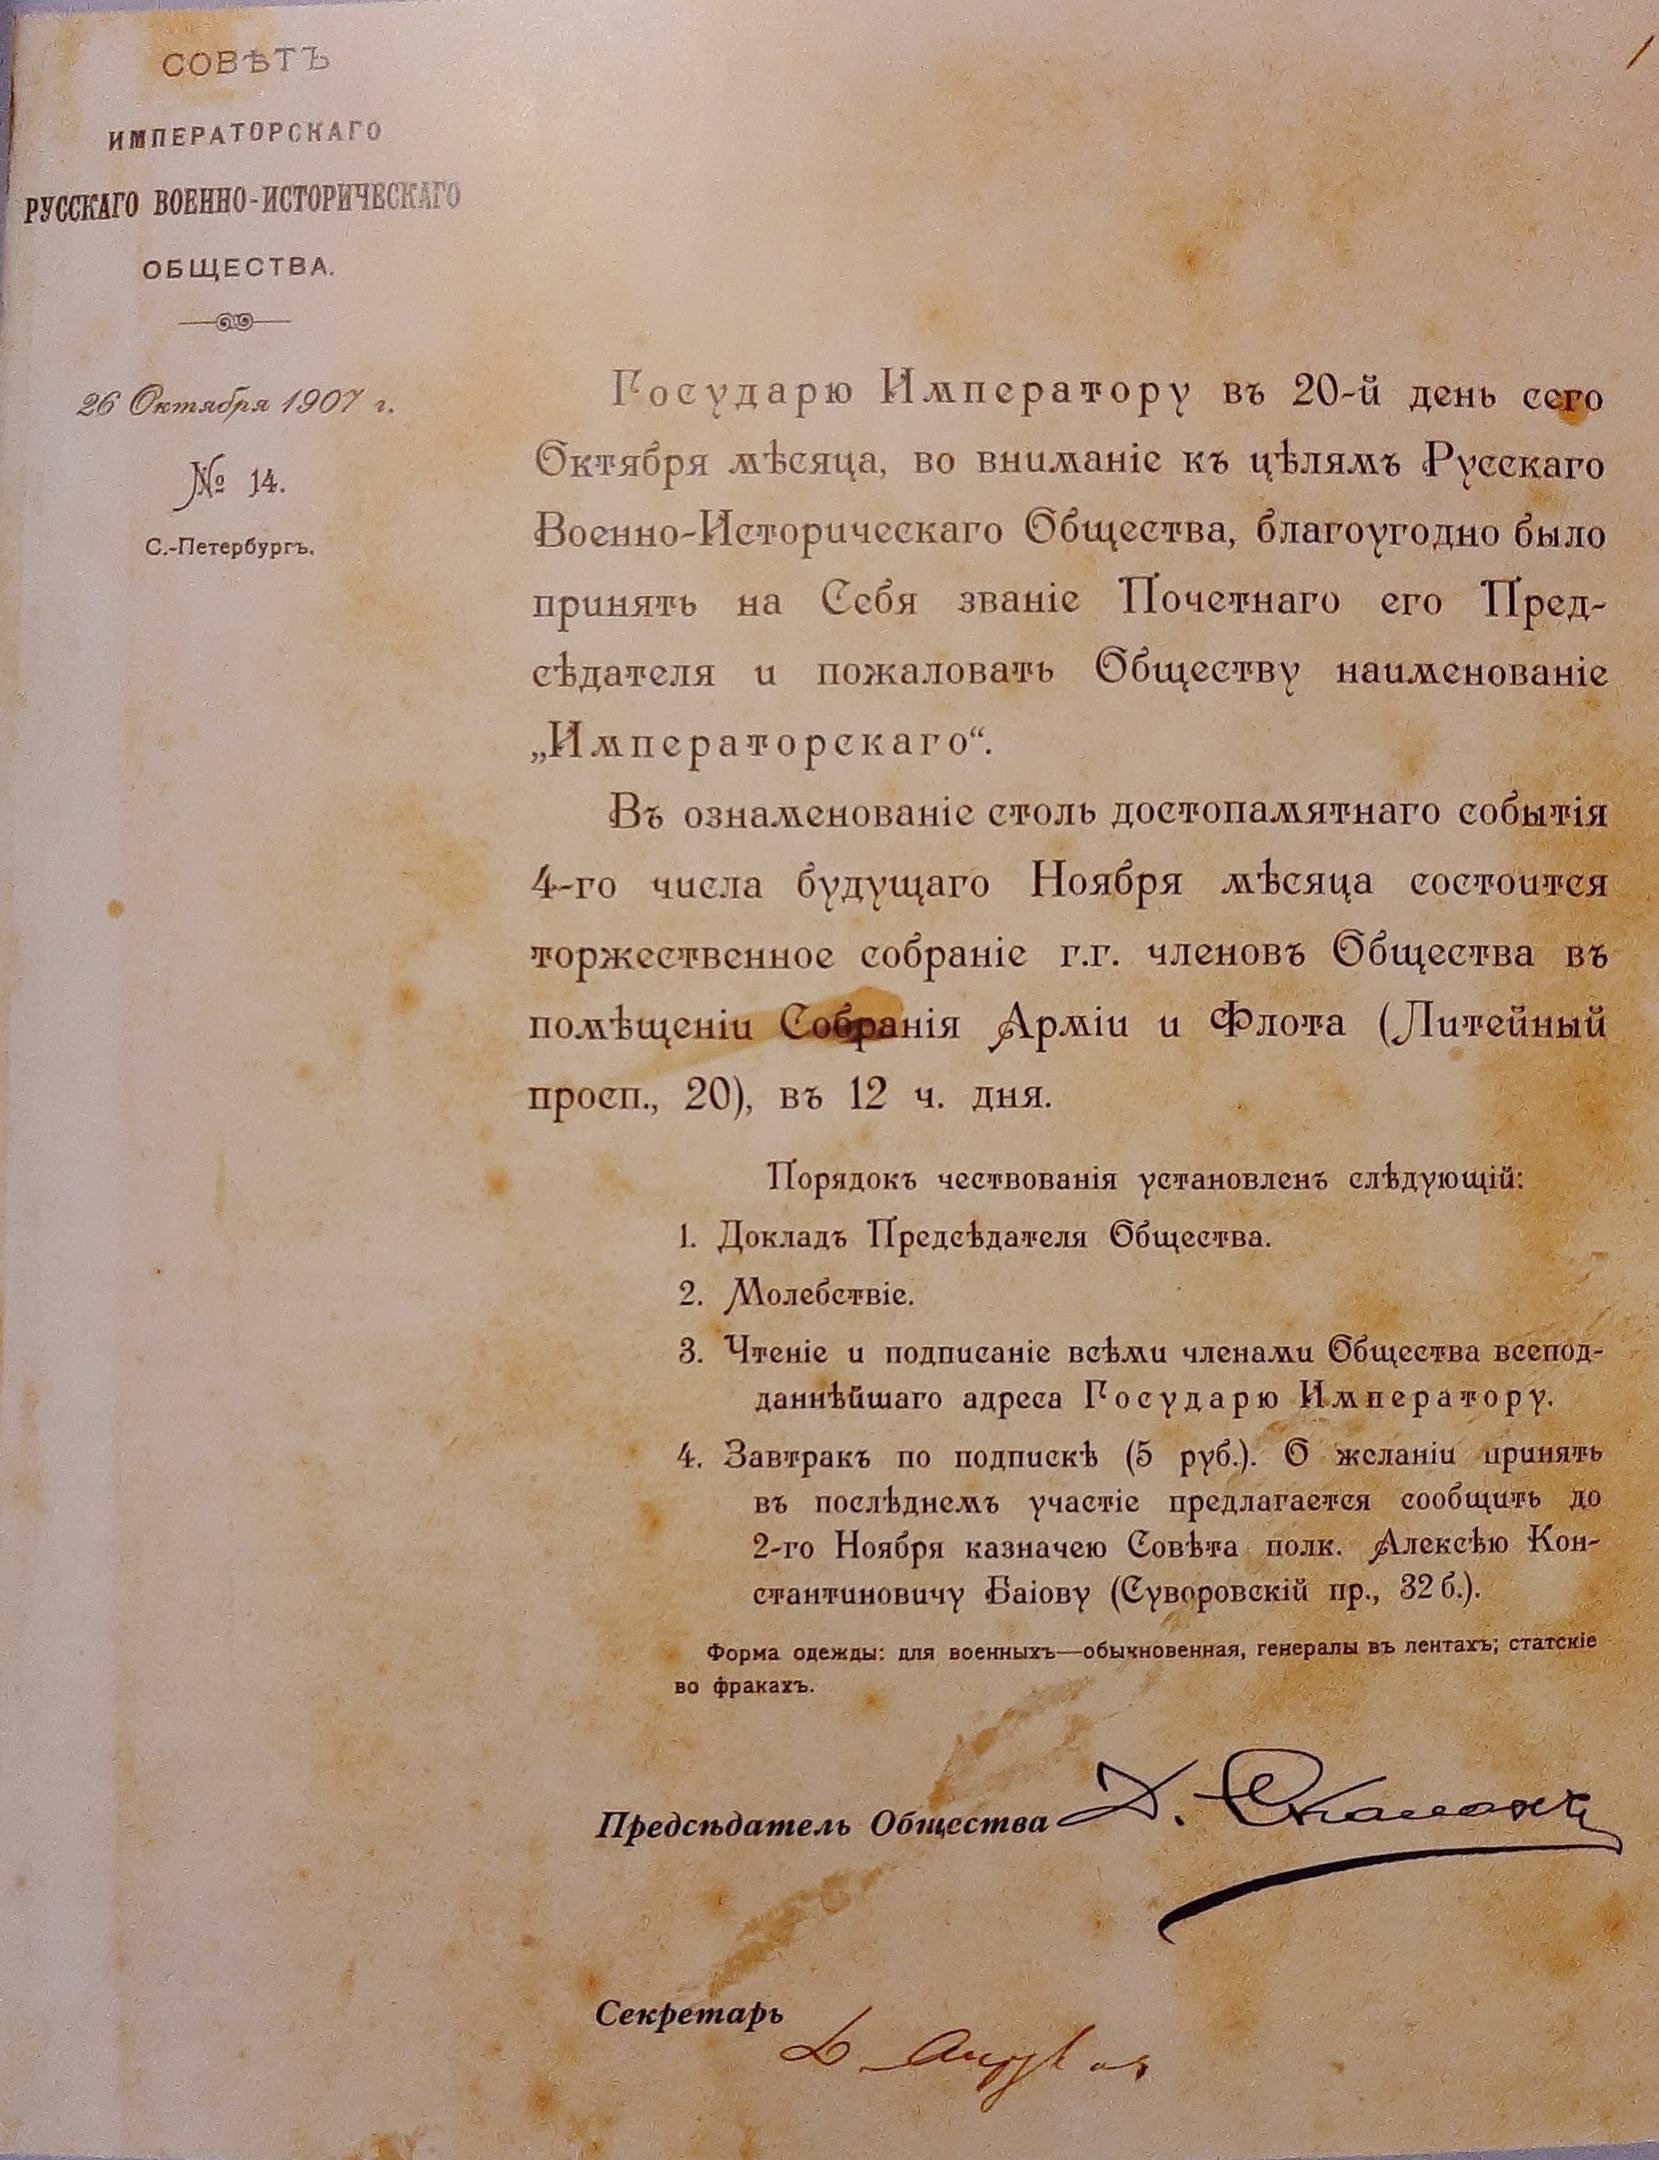 СОВѢТЪ
ИМПЕРАТОРСКАГО
РУССКАГО ВОЕННО-ИСТОРИЧЕСКАГО
ОБЩЕСТВА.
26 Октября 1907 г.
№ 14.
С.-Петербургъ.
Государю Императору въ 20-й день сего
Октября мѣсяца, во вниманіе къ цѣлямъ Русскаго
Военно-Историческаго Общества, благоугодно было
принять на Себя званіе Почетнаго его Пред-
сѣдателя и пожаловать Обществу наименованіе
„Императорскаго“.
Въ ознаменованіе столь достопамятнаго событія
4-го числа будущаго Ноября мѣсяца состоится
торжественное собраніе г.г. членовъ Общества въ
помѣщеніи Собранія Арміи и Флота (Литейный
просп., 20), въ 12 ч. дня.
Порядокъ чествованія установленъ слѣдующій:
1. Докладъ Предсѣдателя Общества.
2. Молебствіе.
3. Чтеніе и подписаніе всѣми членами Общества всепод-
даннѣйшаго адреса Государю Императору.
4. Завтракъ по подпискѣ (5 руб.). О желаніи принять
въ послѣднемъ участіе предлагается сообщить до
2-го Ноября казначею Совѣта полк. Алексѣю Кон-
стантиновичу Баіову (Суворовскій пр., 32 б.).
Форма одежды: для военныхъ—обыкновенная, генералы въ лентахъ; статскіе
во фракахъ.
Предсѣдатель Общества Д. Скалонъ
Секретарь